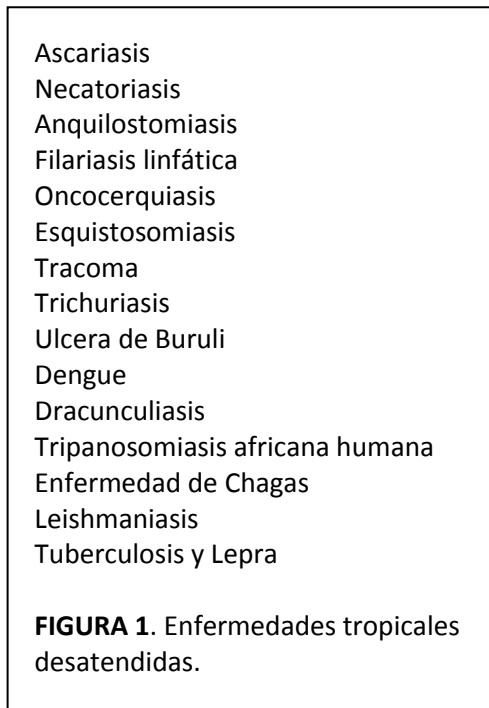 Ascariasis
Necatoriasis
Anquilostomiasis
Filariasis linfática
Oncocerquiasis
Esquistosomiasis
Tracoma
Trichuriasis
Ulcera de Buruli
Dengue
Dracunculiasis
Tripanosomiasis africana humana
Enfermedad de Chagas
Leishmaniasis
Tuberculosis y Lepra
FIGURA 1. Enfermedades tropicales
desatendidas.